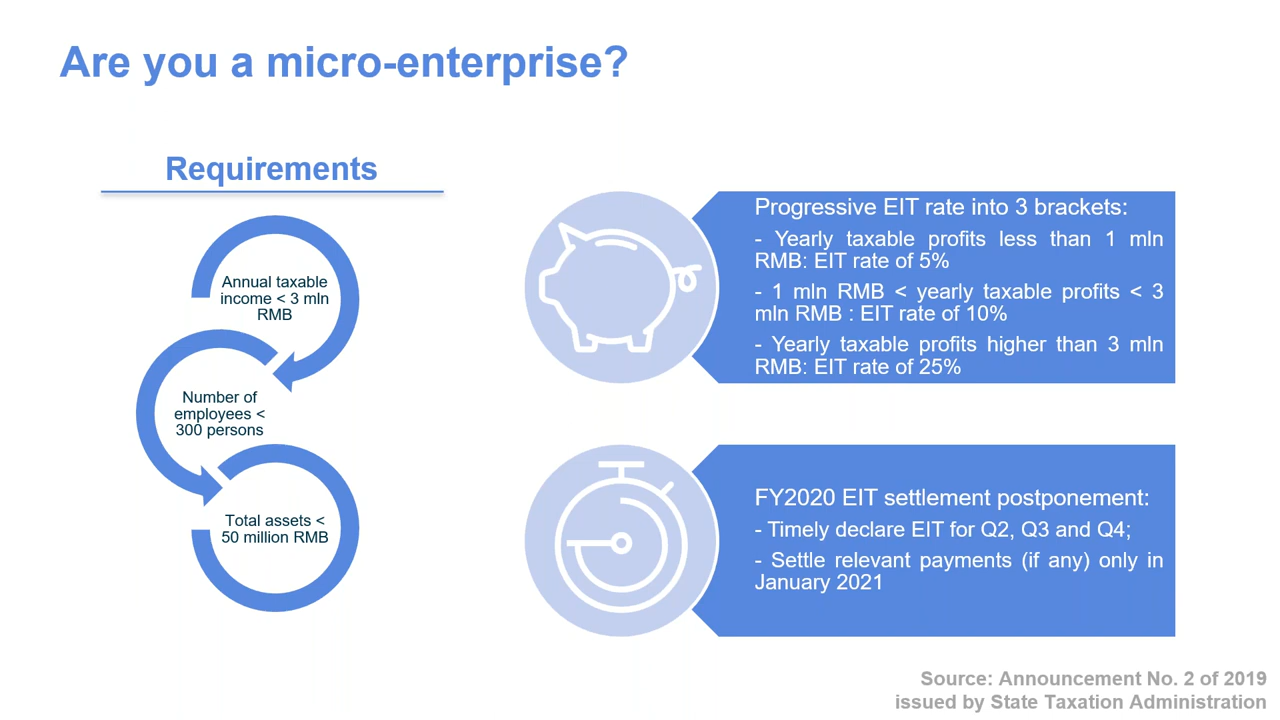 Are you a micro-enterprise?
Requirements
Annual taxable
income < 3 mln
RMB
Number of
employees <
300 persons
Total assets <
50 million RMB
Progressive EIT rate into 3 brackets:
- Yearly taxable profits less than 1 mln
RMB: EIT rate of 5%
- 1 mln RMB < yearly taxable profits < 3
mln RMB : EIT rate of 10%
- Yearly taxable profits higher than 3 mln
RMB: EIT rate of 25%
FY2020 EIT settlement postponement:
- Timely declare EIT for Q2, Q3 and Q4;
- Settle relevant payments (if any) only in
January 2021
Source: Announcement No. 2 of 2019
issued by State Taxation Administration